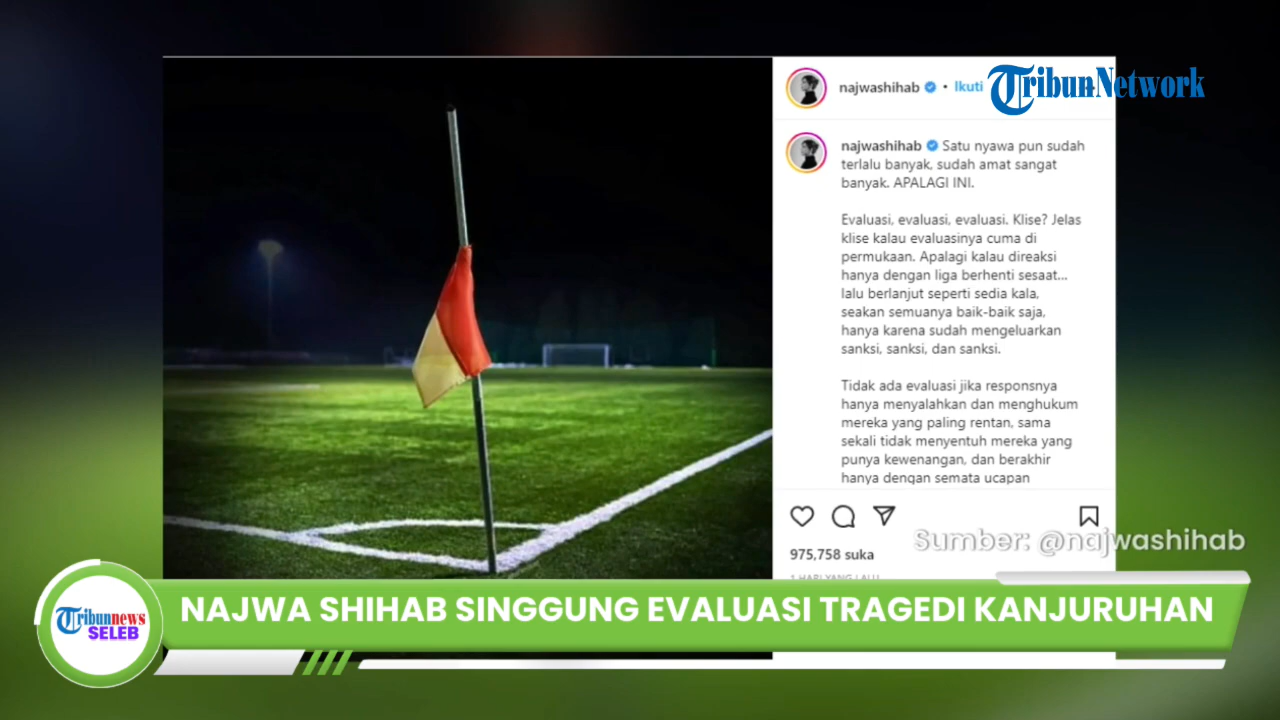 najwashihab • Ikuti
TribunNetwork
najwashihab Satu nyawa pun sudah
terlalu banyak, sudah amat sangat
banyak. APALAGI INI.
Evaluasi, evaluasi, evaluasi. Klise? Jelas
klise kalau evaluasinya cuma di
permukaan. Apalagi kalau direaksi
hanya dengan liga berhenti sesaat...
lalu berlanjut seperti sedia kala,
seakan semuanya baik-baik saja,
hanya karena sudah mengeluarkan
sanksi, sanksi, dan sanksi.
Tidak ada evaluasi jika responsnya
hanya menyalahkan dan menghukum
mereka yang paling rentan, sama
sekali tidak menyentuh mereka yang
punya kewenangan, dan berakhir
hanya dengan semata ucapan
975,758 suka
Sumber: @najwashihab
1 HARI YANG LALU
Tribunnews
SELEB
NAJWA SHIHAB SINGGUNG EVALUASI TRAGEDI KANJURUHAN